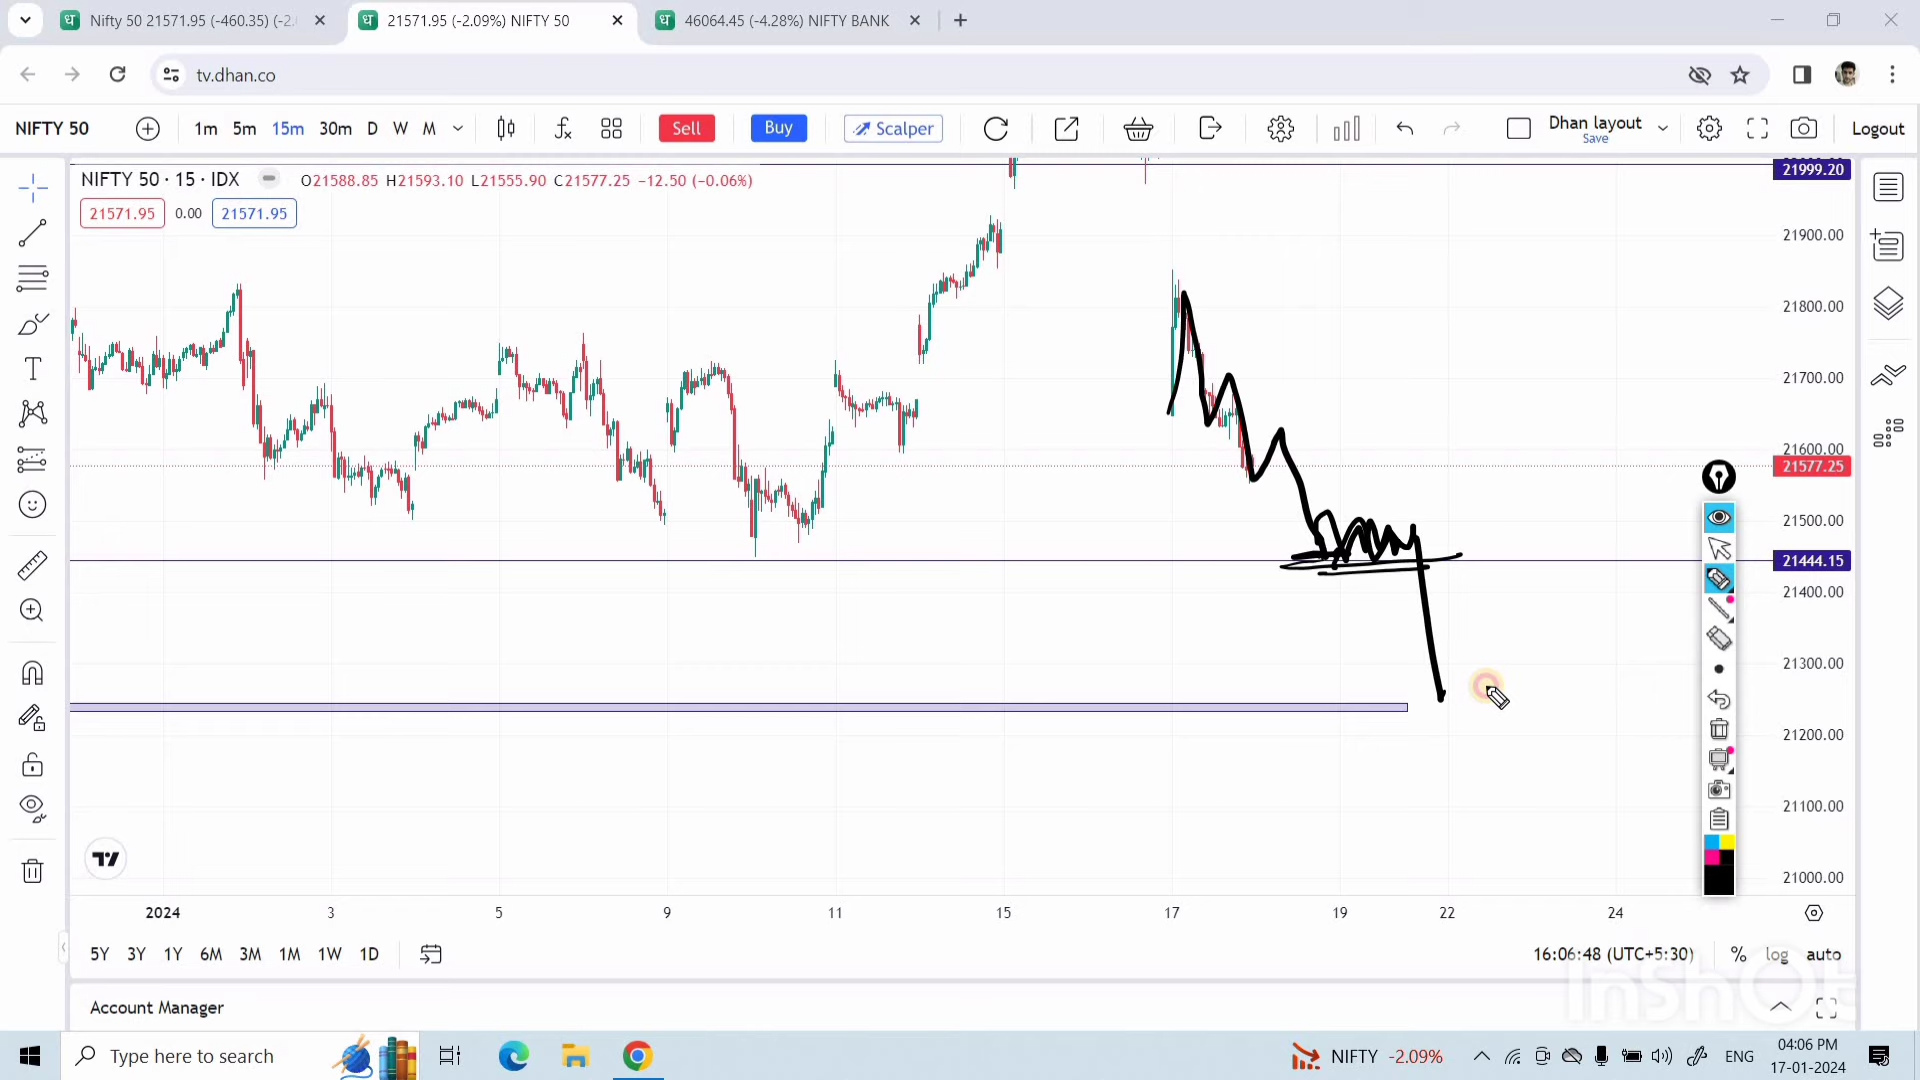 Nifty 50 21571.95 (-460.35) (-2.
21571.95 (-2.09%) NIFTY 50
46064.45 (-4.28%) NIFTY BANK
tv.dhan.co
NIFTY 50
1m 5m 15m 30m D W M
Sell
Buy
Scalper
Dhan layout
Save
Logout
NIFTY 50 · 15 · IDX O21588.85 H21593.10 L21555.90 C21577.25 −12.50 (−0.06%)
21571.95 0.00 21571.95
21999.20
21900.00
21800.00
21700.00
21600.00
21577.25
21500.00
21444.15
21400.00
21300.00
21200.00
21100.00
21000.00
2024 3 5 9 11 15 17 19 22 24
5Y 3Y 1Y 6M 3M 1M 1W 1D
16:06:48 (UTC+5:30) % log auto
InShOt
Account Manager
Type here to search
NIFTY -2.09%
ENG
04:06 PM
17-01-2024